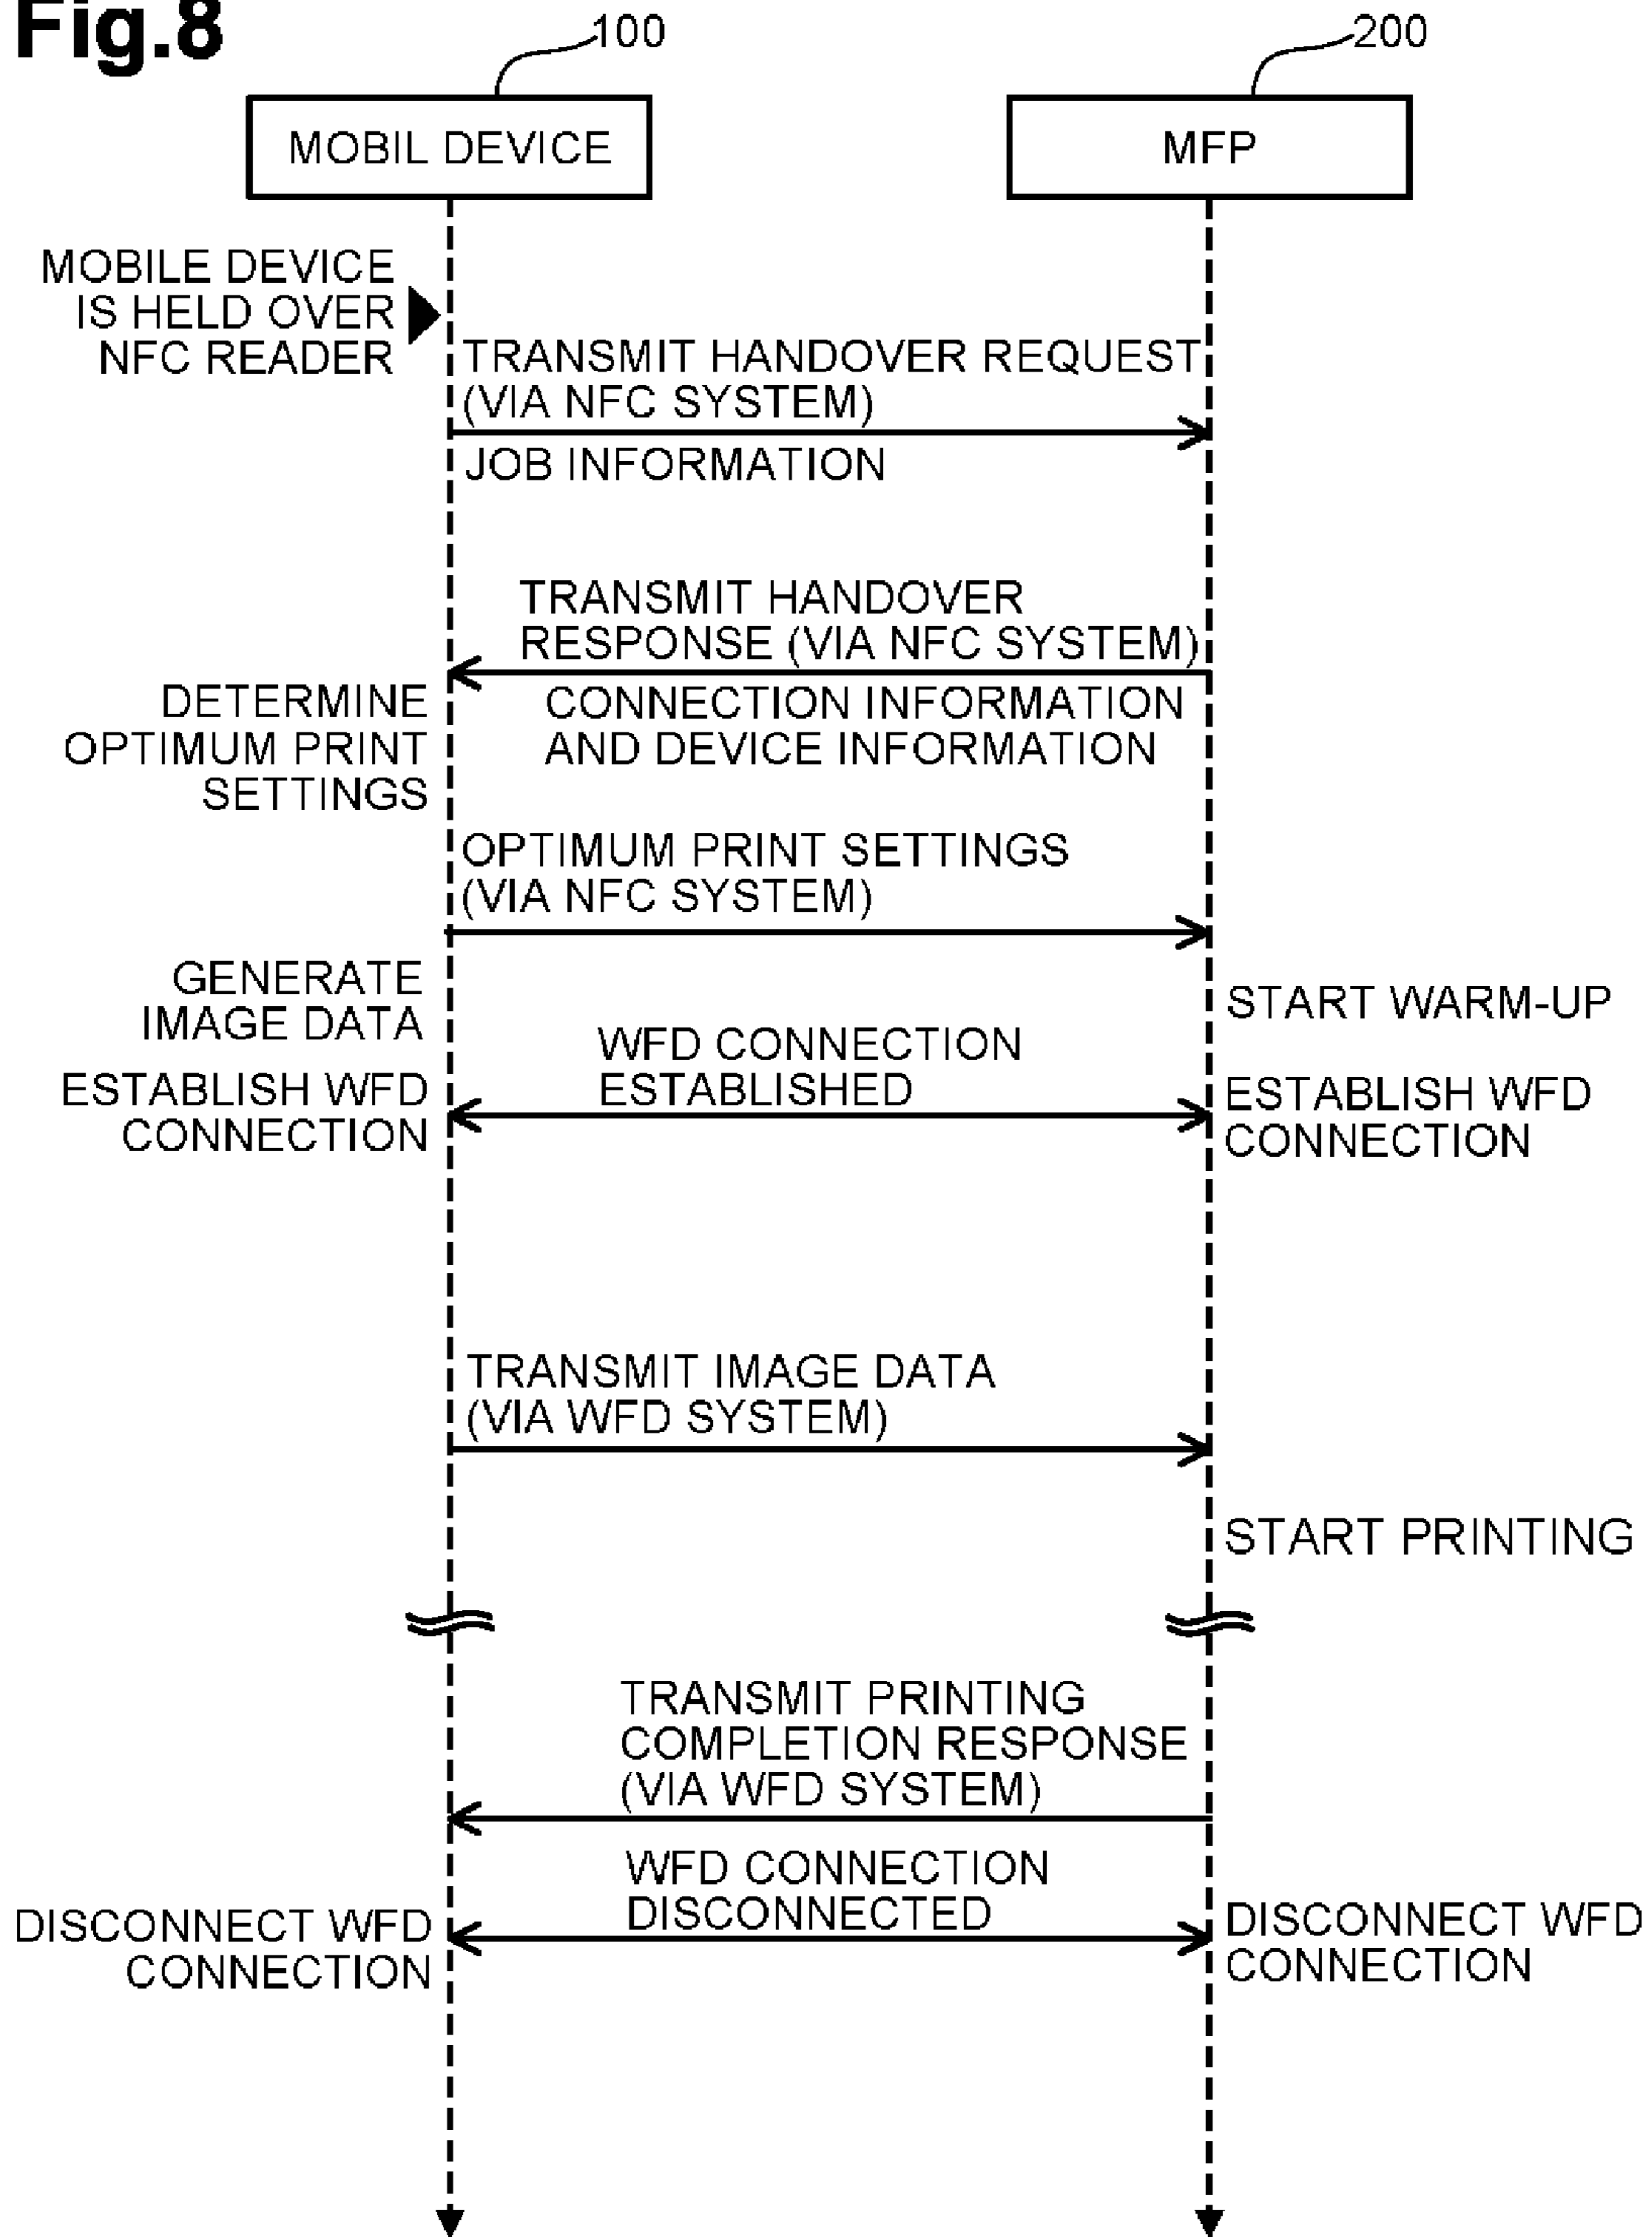 Fig.8
100
200
MOBIL DEVICE
MFP
MOBILE DEVICE
IS HELD OVER
NFC READER
TRANSMIT HANDOVER REQUEST
(VIA NFC SYSTEM)
JOB INFORMATION
TRANSMIT HANDOVER
RESPONSE (VIA NFC SYSTEM)
CONNECTION INFORMATION
AND DEVICE INFORMATION
DETERMINE
OPTIMUM PRINT
SETTINGS
OPTIMUM PRINT SETTINGS
(VIA NFC SYSTEM)
GENERATE
IMAGE DATA
START WARM-UP
WFD CONNECTION
ESTABLISHED
ESTABLISH WFD
CONNECTION
ESTABLISH WFD
CONNECTION
TRANSMIT IMAGE DATA
(VIA WFD SYSTEM)
START PRINTING
TRANSMIT PRINTING
COMPLETION RESPONSE
(VIA WFD SYSTEM)
WFD CONNECTION
DISCONNECTED
DISCONNECT WFD
CONNECTION
DISCONNECT WFD
CONNECTION